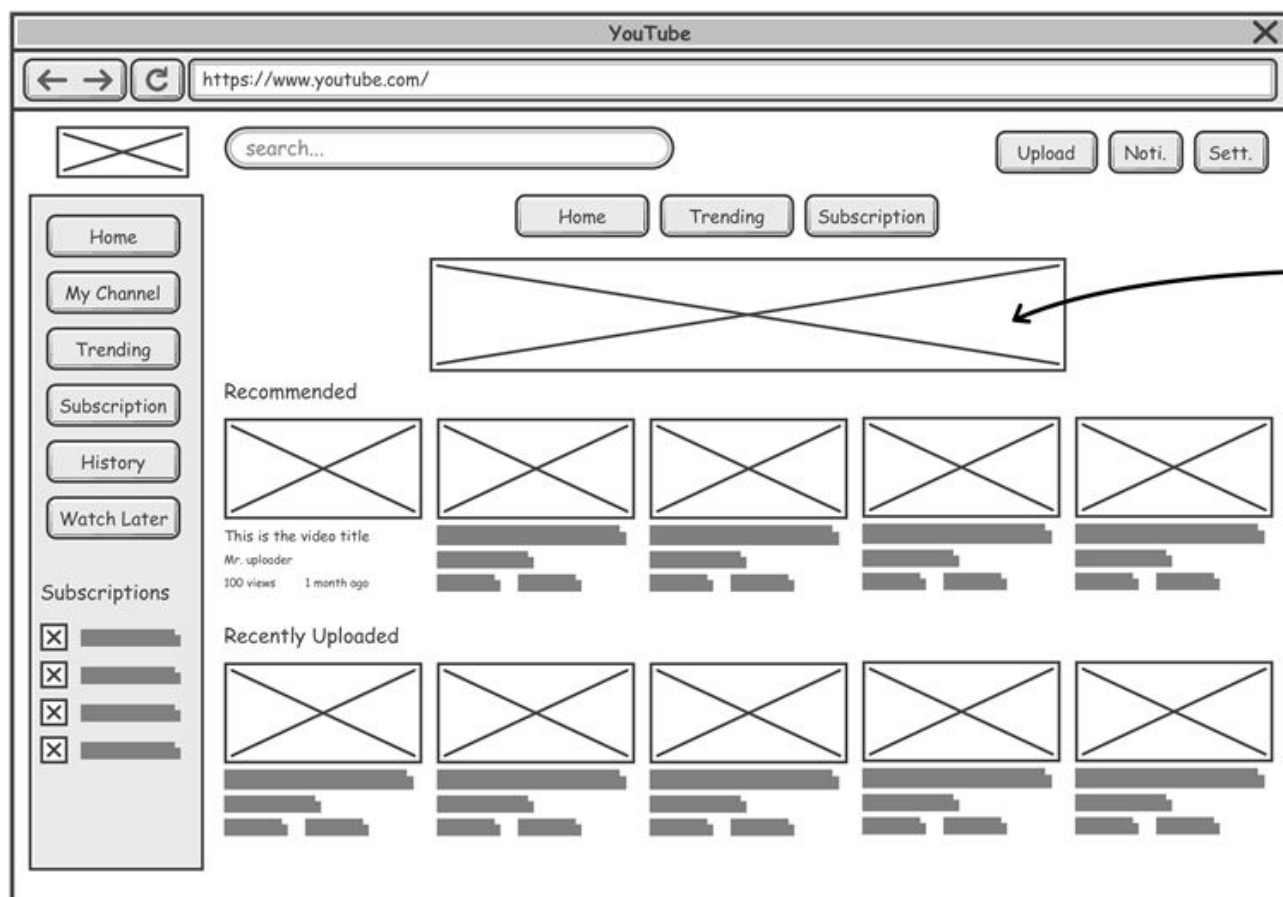 YouTube
https://www.youtube.com/
search...
Upload
Noti.
Sett.
Home
Trending
Subscription
Home
My Channel
Trending
Subscription
History
Watch Later
Subscriptions
Recommended
This is the video title
Mr. uploader
100 views 1 month ago
Recently Uploaded